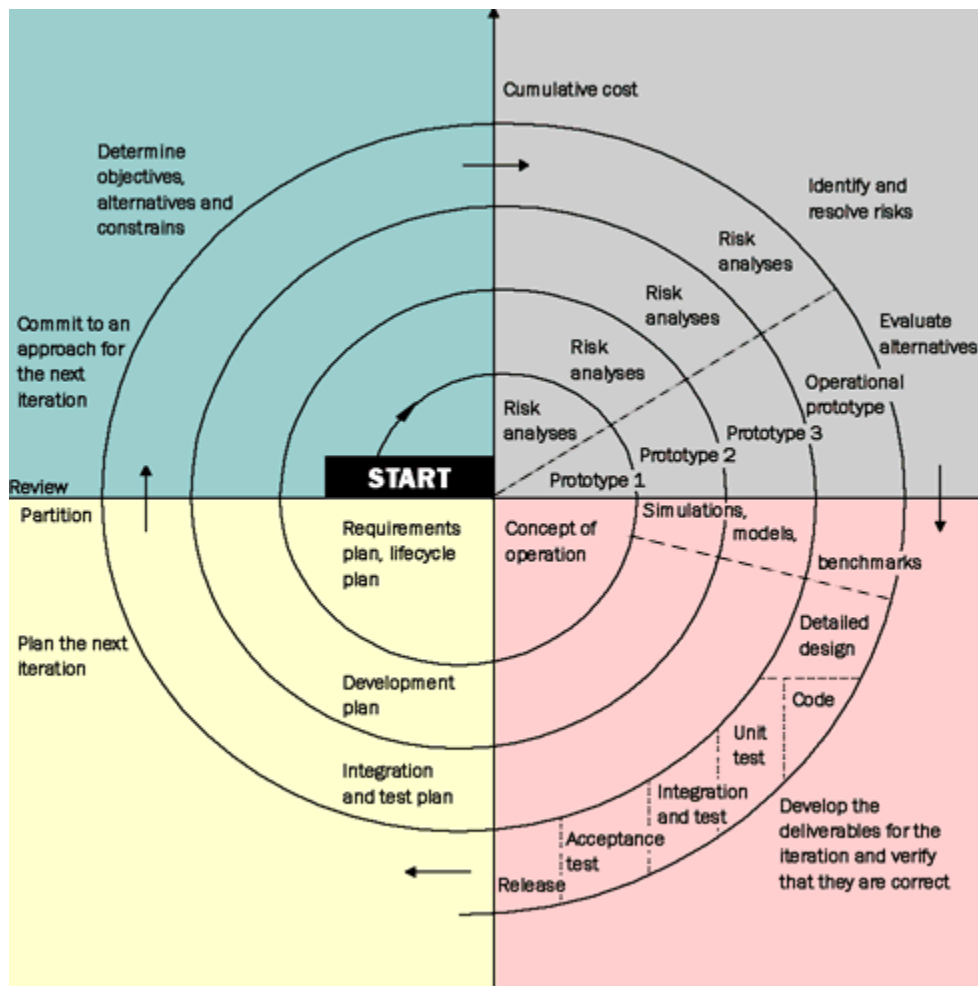 Cumulative cost
Determine
objectives,
alternatives and
constrains
Identify and
resolve risks
Risk
analyses
Risk
analyses
Risk
analyses
Risk
analyses
Commit to an
approach for
the next
iteration
Evaluate
alternatives
Operational
prototype
Prototype 3
Prototype 2
Prototype 1
START
Review
Partition
Requirements
plan, lifecycle
plan
Concept of
operation
Simulations,
models,
benchmarks
Plan the next
iteration
Detailed
design
Development
plan
Code
Unit
test
Integration
and test plan
Integration
and test
Acceptance
test
Release
Develop the
deliverables for the
iteration and verify
that they are correct